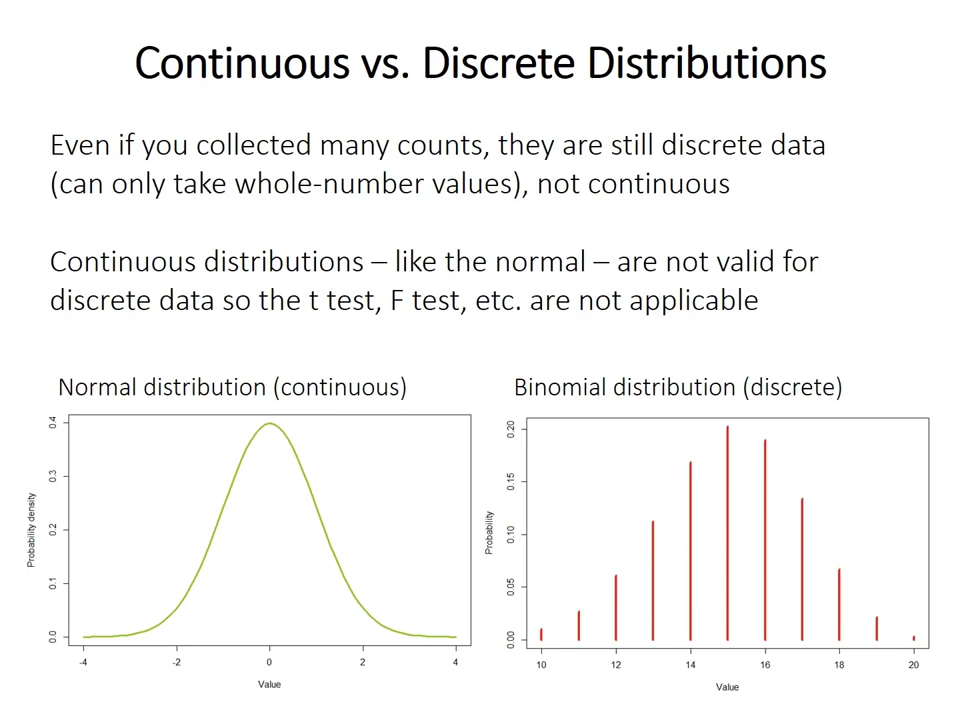 Continuous vs. Discrete Distributions
Even if you collected many counts, they are still discrete data
(can only take whole-number values), not continuous
Continuous distributions – like the normal – are not valid for
discrete data so the t test, F test, etc. are not applicable
Normal distribution (continuous)
0.4
0.3
0.2
0.1
0.0
Probability density
-4 -2 0 2 4
Value
Binomial distribution (discrete)
0.20
0.15
0.10
0.05
0.00
Probability
10 12 14 16 18 20
Value